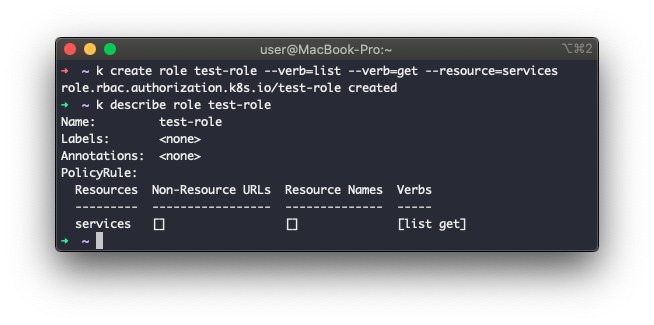 user@MacBook-Pro:~ ⌥⌘2
➜ ~ k create role test-role --verb=list --verb=get --resource=services
role.rbac.authorization.k8s.io/test-role created
➜ ~ k describe role test-role
Name:         test-role
Labels:       <none>
Annotations:  <none>
PolicyRule:
  Resources  Non-Resource URLs  Resource Names  Verbs
  ---------  -----------------  --------------  -----
  services   []                 []              [list get]
➜ ~